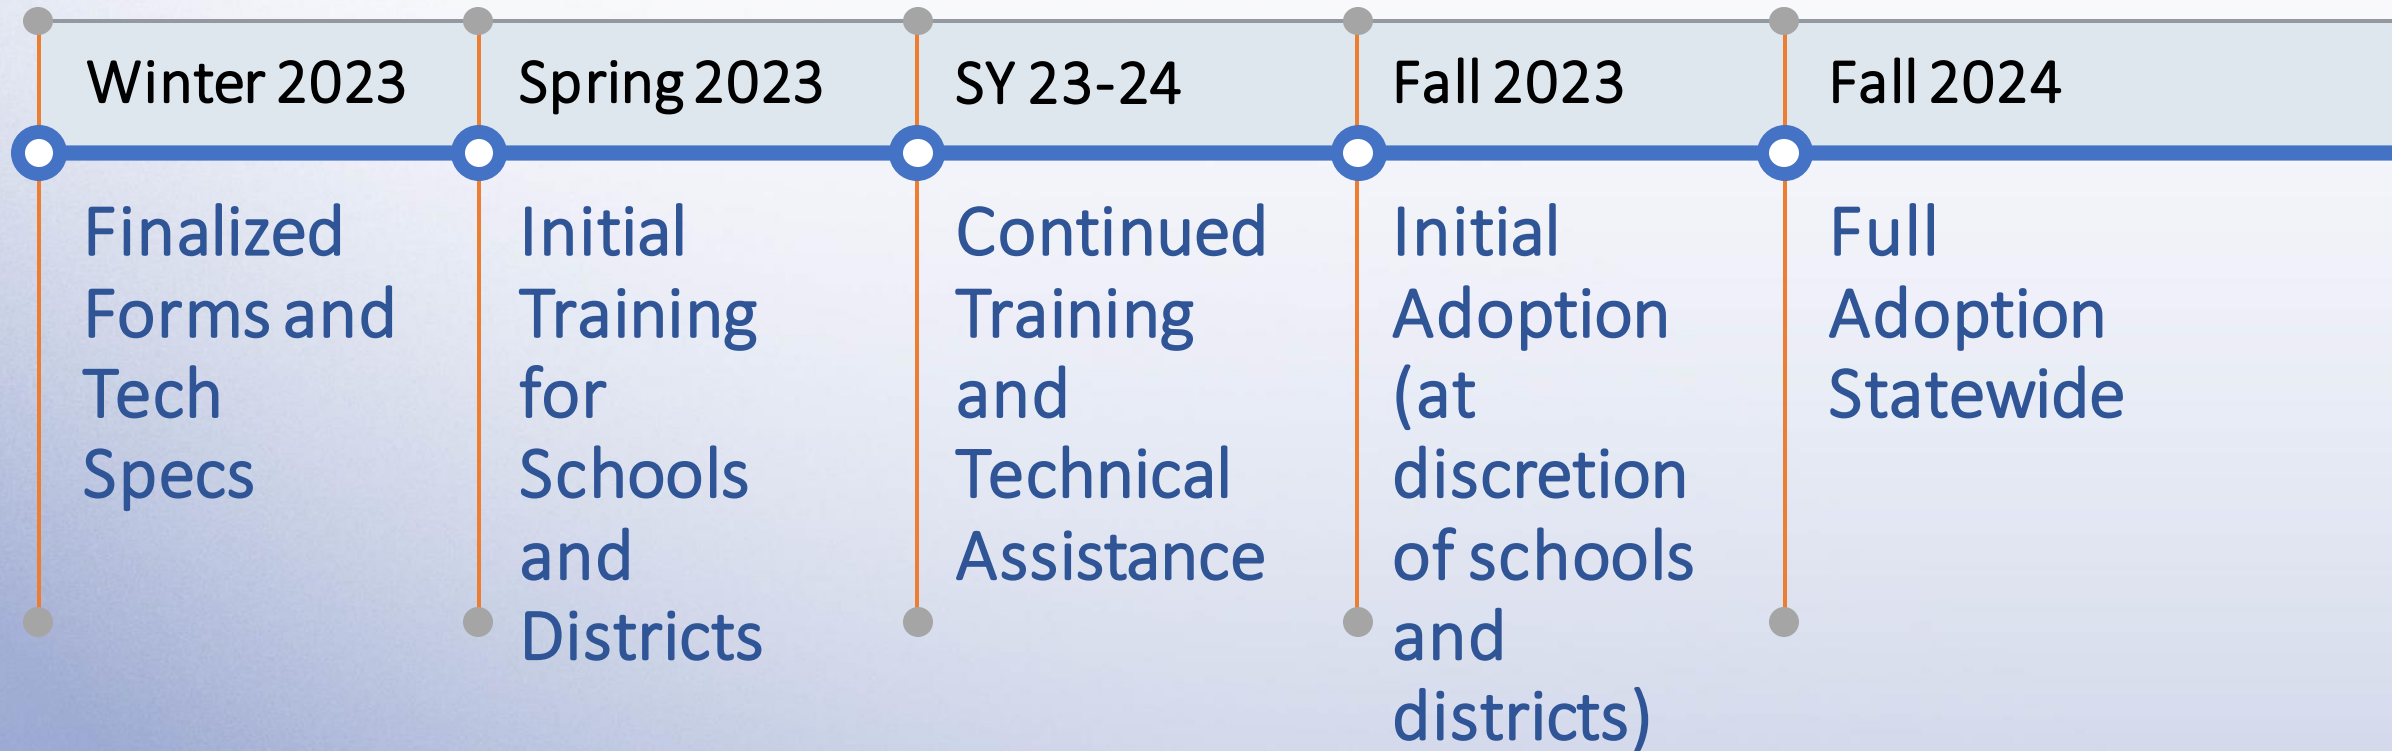 Winter 2023
Finalized
Forms and
Tech
Specs
Spring 2023
Initial
Training
for
Schools
and
Districts
SY 23-24
Continued
Training
and
Technical
Assistance
Fall 2023
Initial
Adoption
(at
discretion
of schools
and
districts)
Fall 2024
Full
Adoption
Statewide